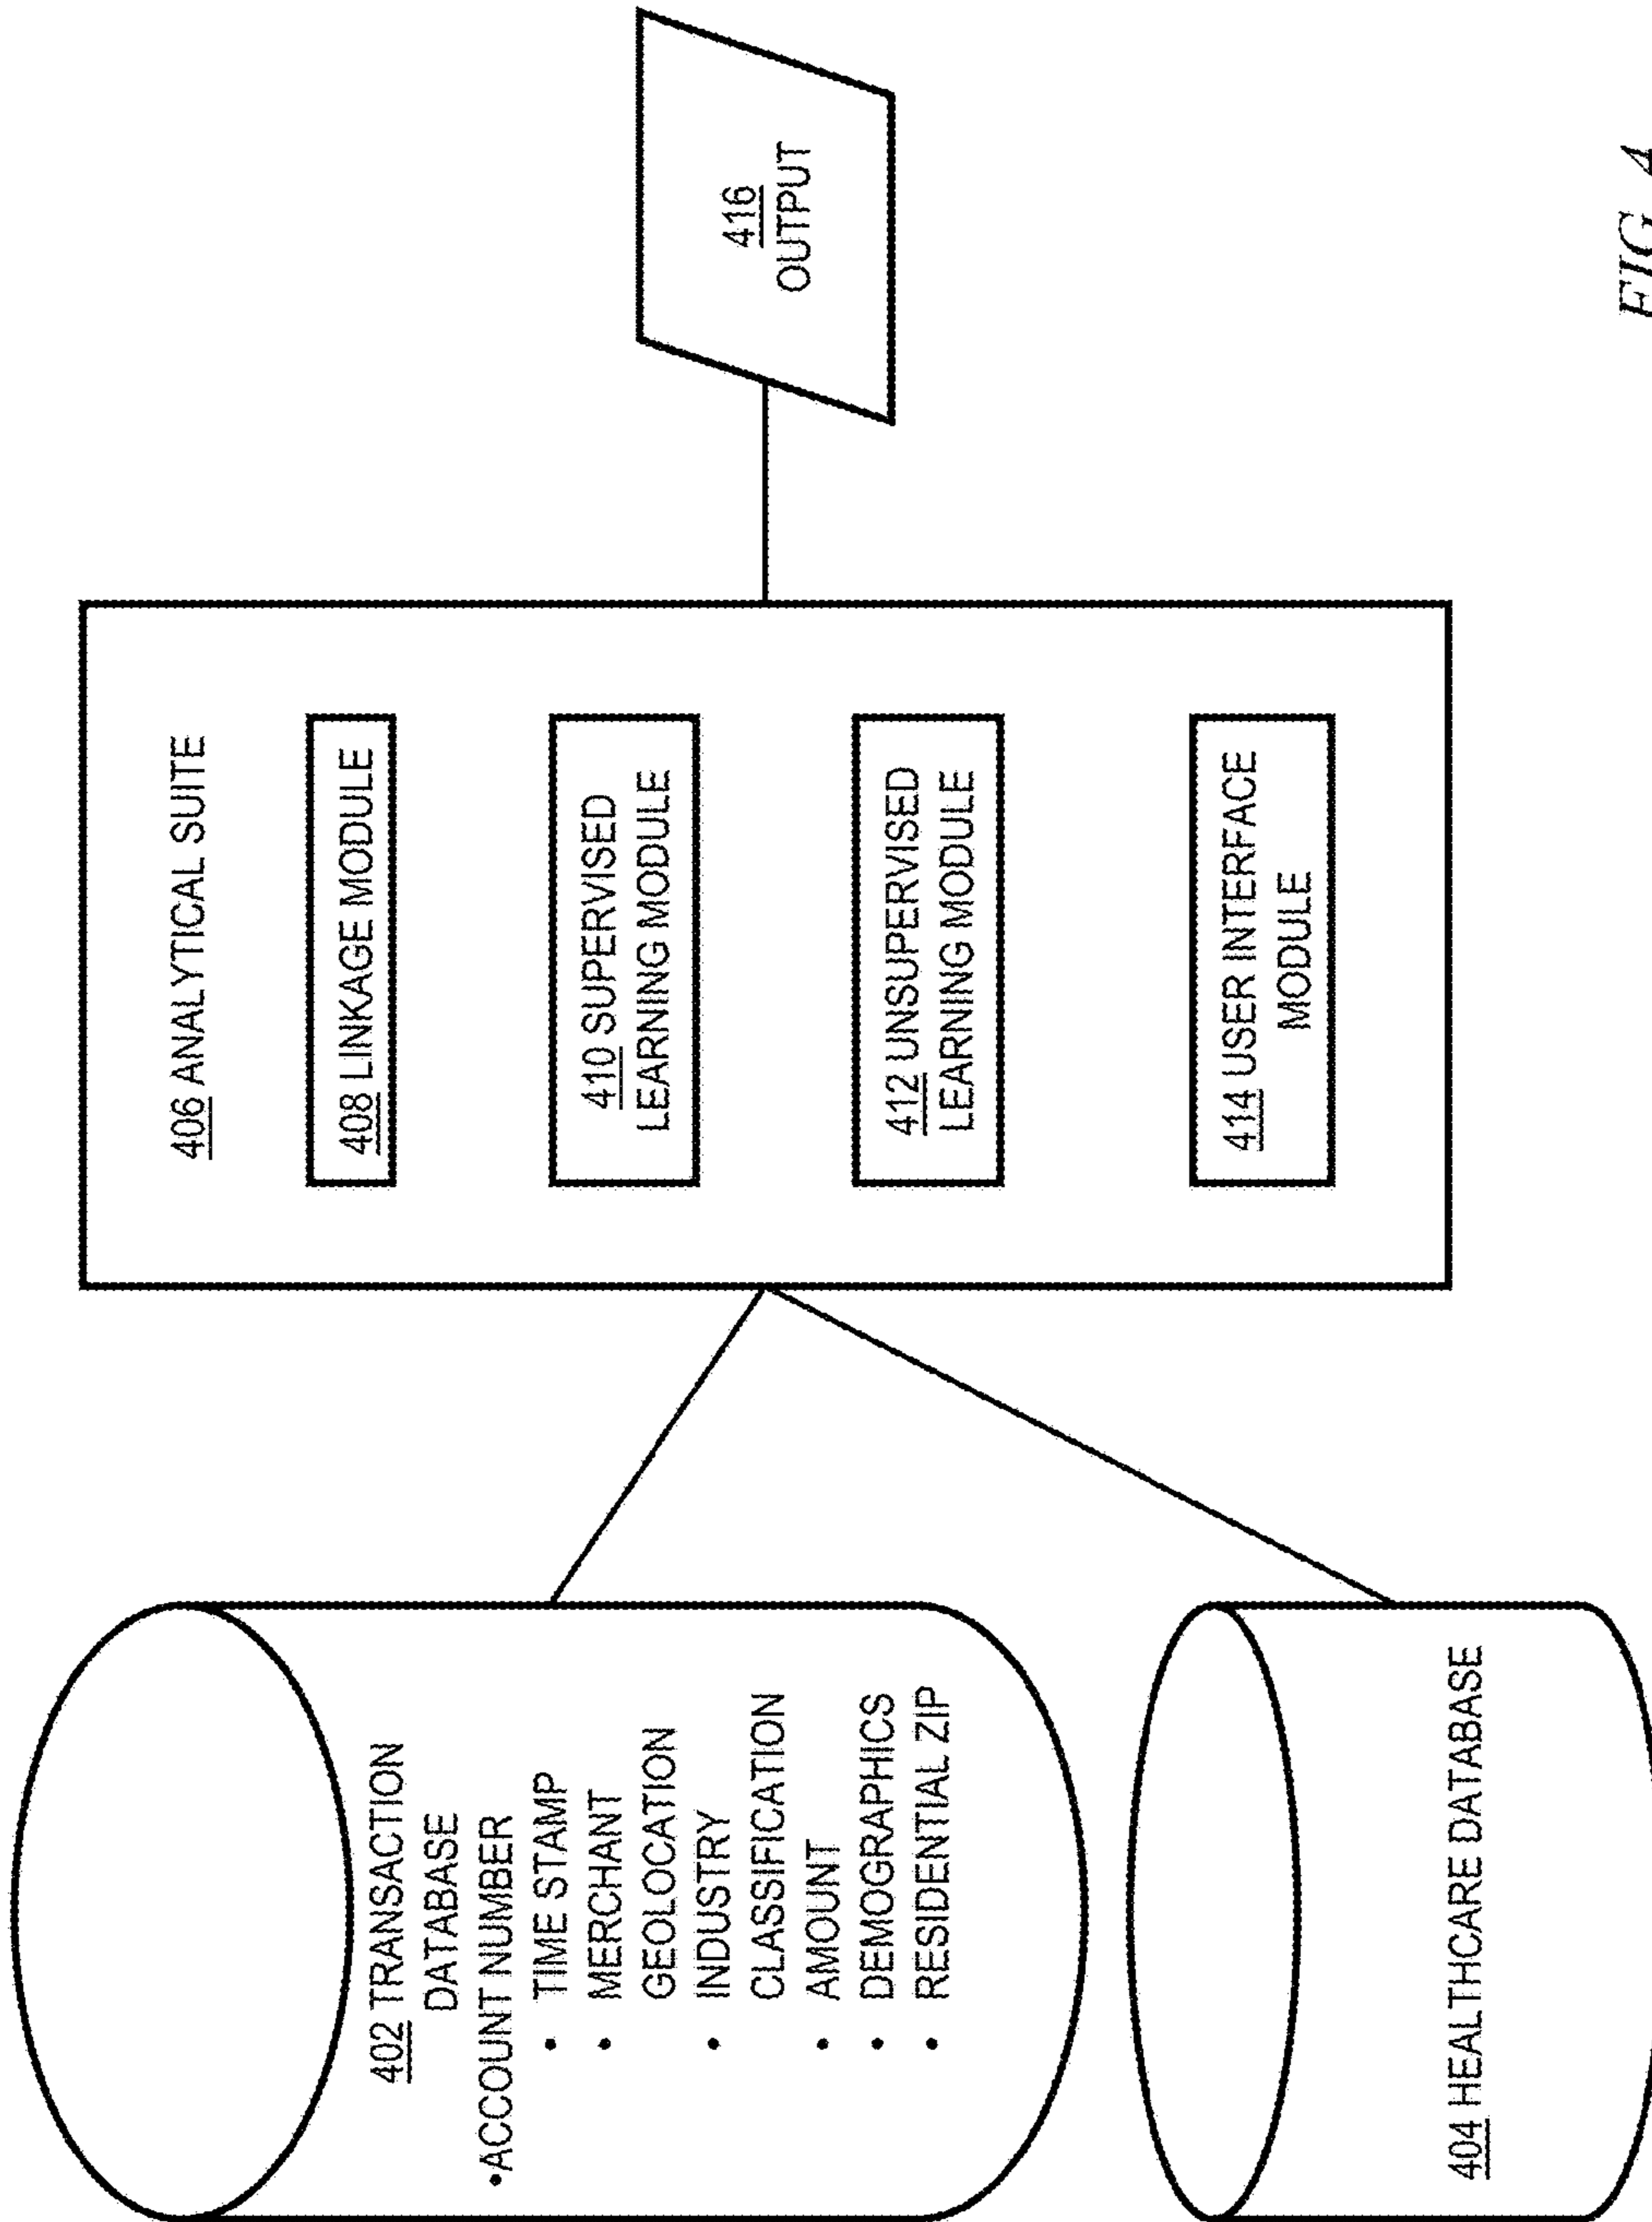 402 TRANSACTION
DATABASE
•ACCOUNT NUMBER
• TIME STAMP
• MERCHANT
GEOLOCATION
• INDUSTRY
CLASSIFICATION
• AMOUNT
• DEMOGRAPHICS
• RESIDENTIAL ZIP
404 HEALTHCARE DATABASE
406 ANALYTICAL SUITE
408 LINKAGE MODULE
410 SUPERVISED
LEARNING MODULE
412 UNSUPERVISED
LEARNING MODULE
414 USER INTERFACE
MODULE
416
OUTPUT
FIG. 4